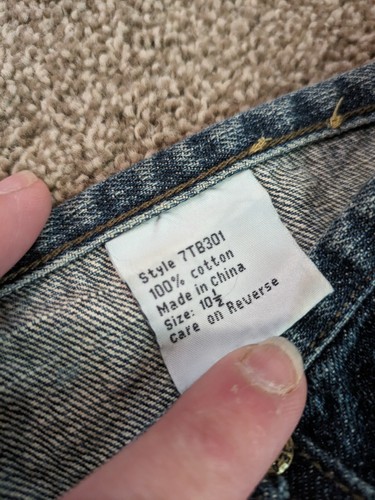 Style 7TB301
100% cotton
Made in China
Size: 10½
Care on Reverse